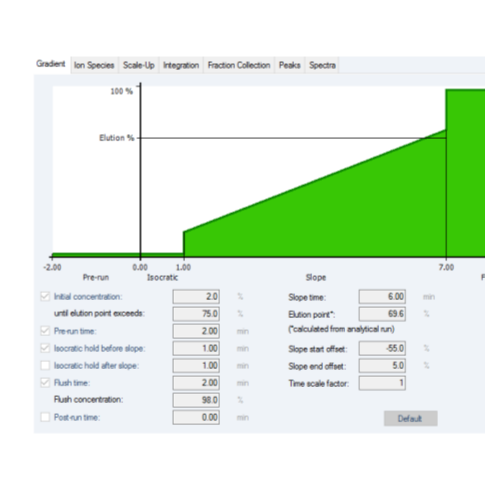 Gradient Ion Species Scale-Up Integration Fraction Collection Peaks Spectra
100 %
Elution %
-2.00 0.00 1.00 7.00
Pre-run Isocratic Slope F
Initial concentration: 2.0 % Slope time: 6.00 min
until elution point exceeds: 75.0 % Elution point*: 69.6 %
Pre-run time: 2.00 min (*calculated from analytical run)
Isocratic hold before slope: 1.00 min Slope start offset: -55.0 %
Isocratic hold after slope: 1.00 min Slope end offset: 5.0 %
Flush time: 2.00 min Time scale factor: 1
Flush concentration: 98.0 %
Post-run time: 0.00 min Default